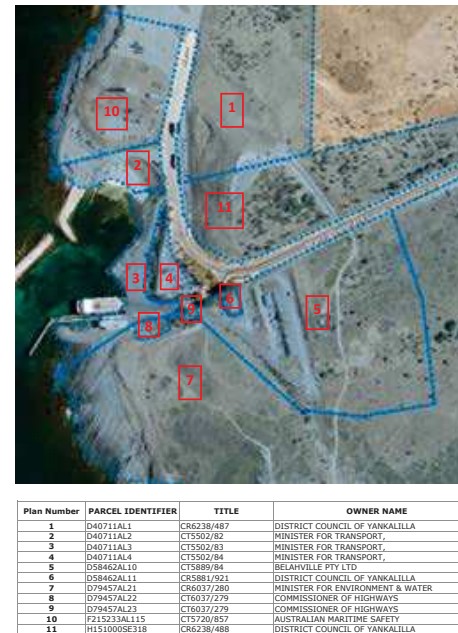 1
10
2
11
3
4
6
9
5
8
7
Plan Number PARCEL IDENTIFIER TITLE OWNER NAME
1 D40711AL1 CR6238/487 DISTRICT COUNCIL OF YANKALILLA
2 D40711AL2 CT5502/82 MINISTER FOR TRANSPORT,
3 D40711AL3 CT5502/83 MINISTER FOR TRANSPORT,
4 D40711AL4 CT5502/84 MINISTER FOR TRANSPORT,
5 D58462AL10 CT5889/84 BELAHVILLE PTY LTD
6 D58462AL11 CR5881/921 DISTRICT COUNCIL OF YANKALILLA
7 D79457AL21 CR6037/280 MINISTER FOR ENVIRONMENT & WATER
8 D79457AL22 CT6037/279 COMMISSIONER OF HIGHWAYS
9 D79457AL23 CT6037/279 COMMISSIONER OF HIGHWAYS
10 F215233AL115 CT5720/857 AUSTRALIAN MARITIME SAFETY
11 H151000SE318 CR6238/488 DISTRICT COUNCIL OF YANKALILLA